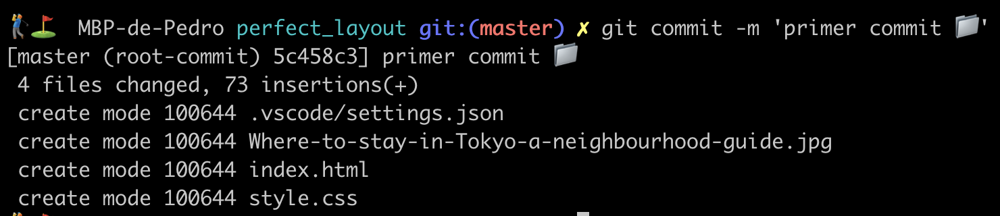 🏌️⛳ MBP-de-Pedro perfect_layout git:(master) ✗ git commit -m 'primer commit 📁'
[master (root-commit) 5c458c3] primer commit 📁
4 files changed, 73 insertions(+)
create mode 100644 .vscode/settings.json
create mode 100644 Where-to-stay-in-Tokyo-a-neighbourhood-guide.jpg
create mode 100644 index.html
create mode 100644 style.css